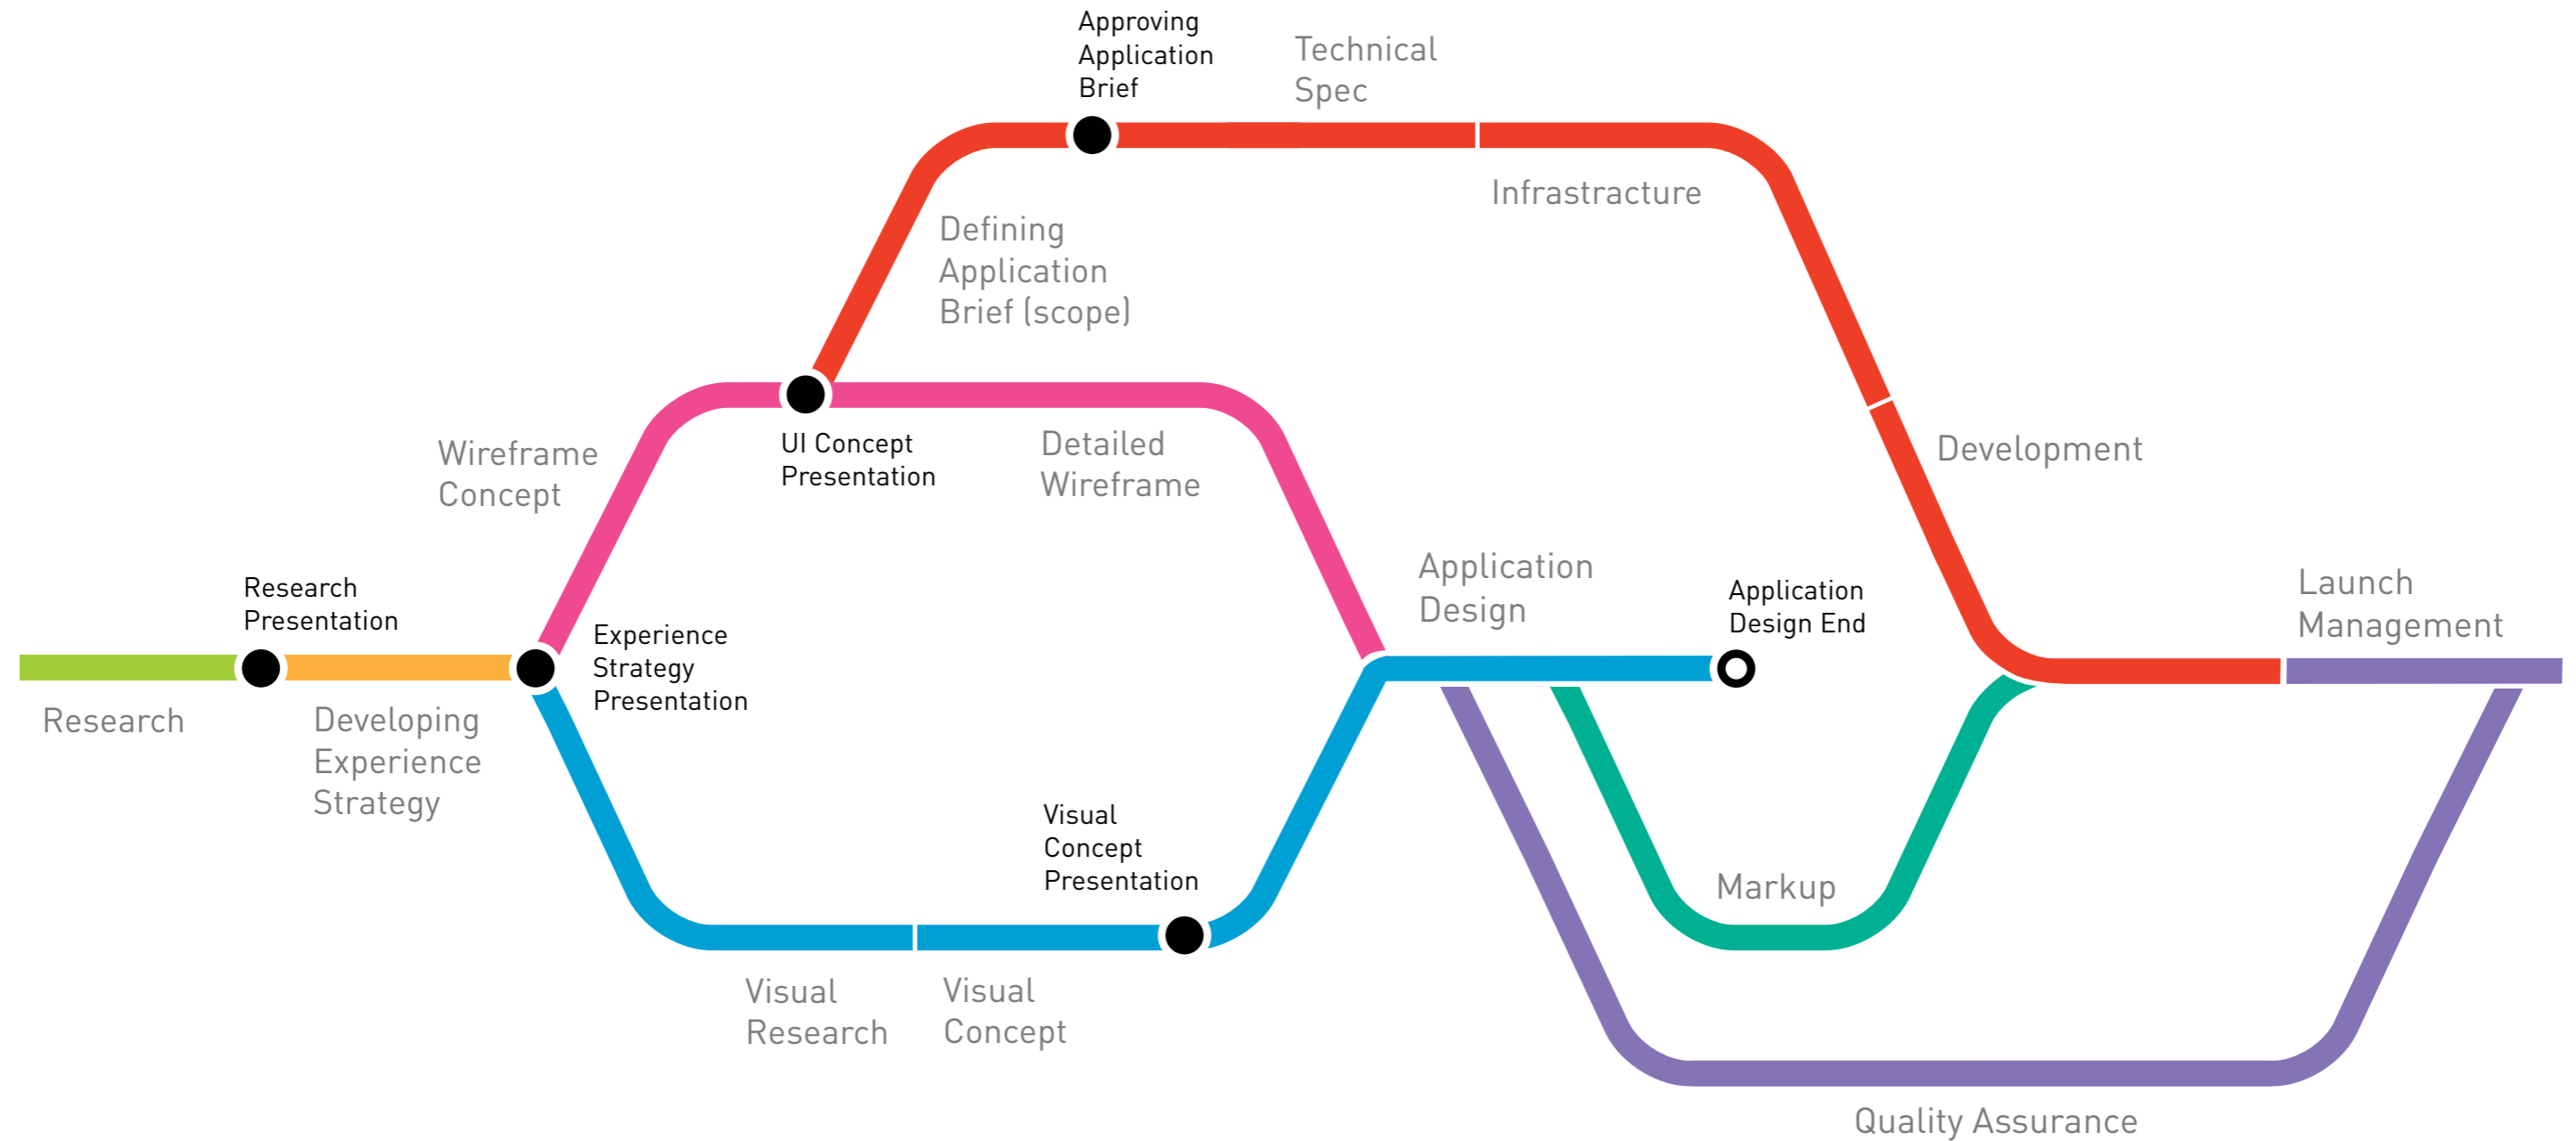 Approving
Application
Brief
Technical
Spec
Infrastracture
Defining
Application
Brief (scope)
Wireframe
Concept
UI Concept
Presentation
Detailed
Wireframe
Development
Application
Design
Application
Design End
Launch
Management
Research
Presentation
Experience
Strategy
Presentation
Research
Developing
Experience
Strategy
Visual
Concept
Presentation
Markup
Visual
Research
Visual
Concept
Quality Assurance